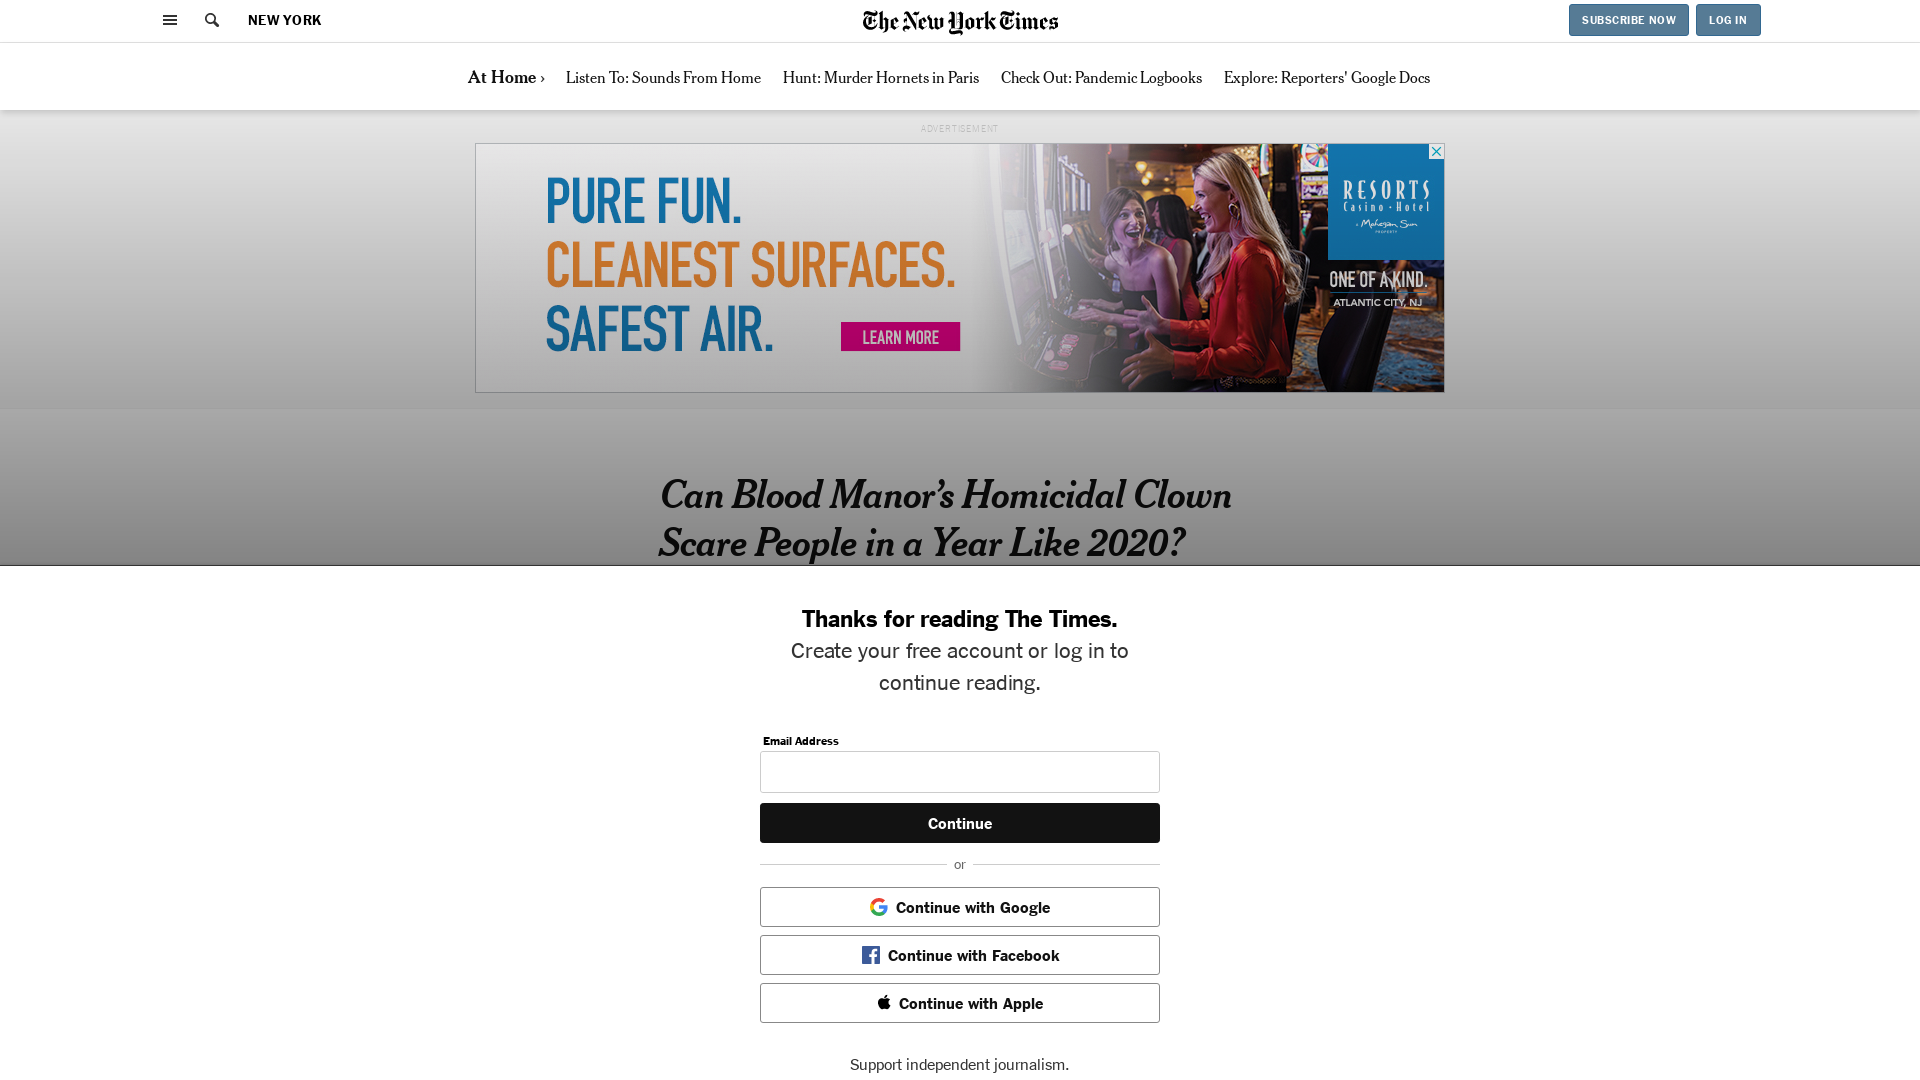 NEW YORK
The New York Times
SUBSCRIBE NOW
LOG IN
At Home ›
Listen To: Sounds From Home
Hunt: Murder Hornets in Paris
Check Out: Pandemic Logbooks
Explore: Reporters' Google Docs
ADVERTISEMENT
PURE FUN.
CLEANEST SURFACES.
SAFEST AIR.
LEARN MORE
RESORTS
Casino • Hotel
a Mohegan Sun
PROPERTY
ONE OF A KIND.
ATLANTIC CITY, NJ
Can Blood Manor’s Homicidal Clown
Scare People in a Year Like 2020?
Thanks for reading The Times.
Create your free account or log in to
continue reading.
Email Address
Continue
or
Continue with Google
Continue with Facebook
Continue with Apple
Support independent journalism.